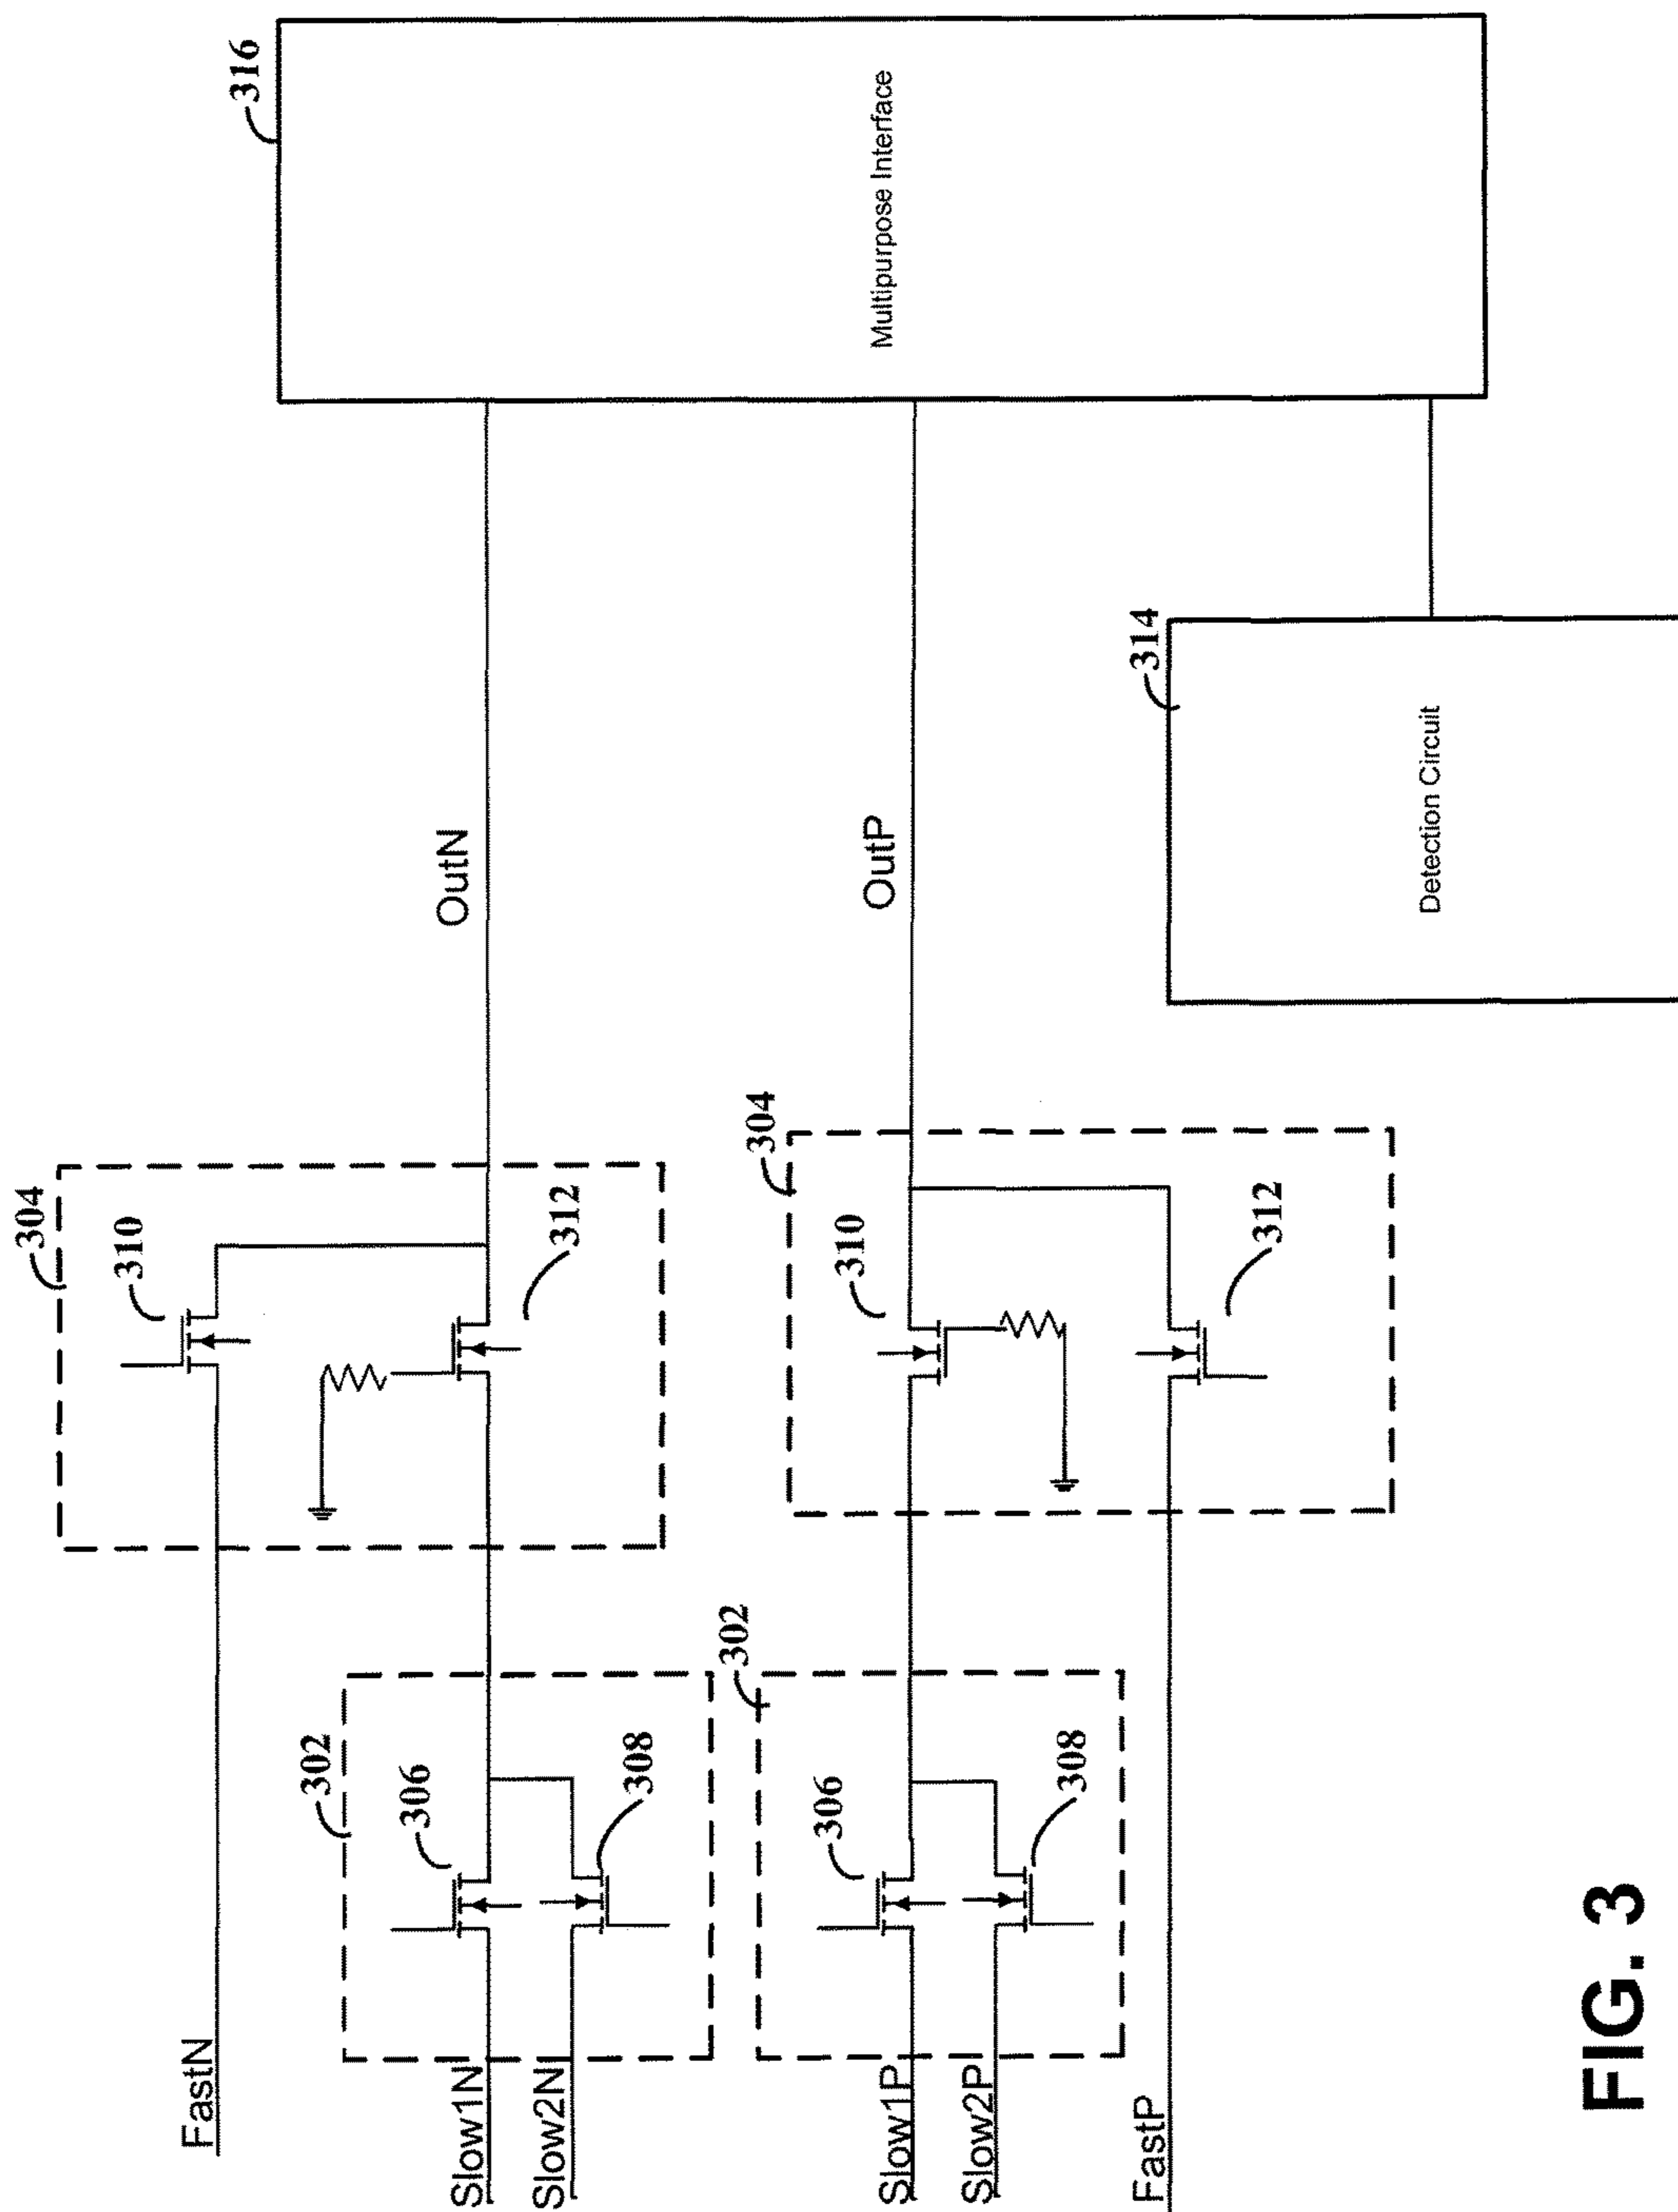 316
Multipurpose Interface
304
310
312
OutN
FastN
302
306
308
Slow1N
Slow2N
304
310
312
OutP
302
306
308
Slow1P
Slow2P
FastP
314
Detection Circuit
FIG. 3